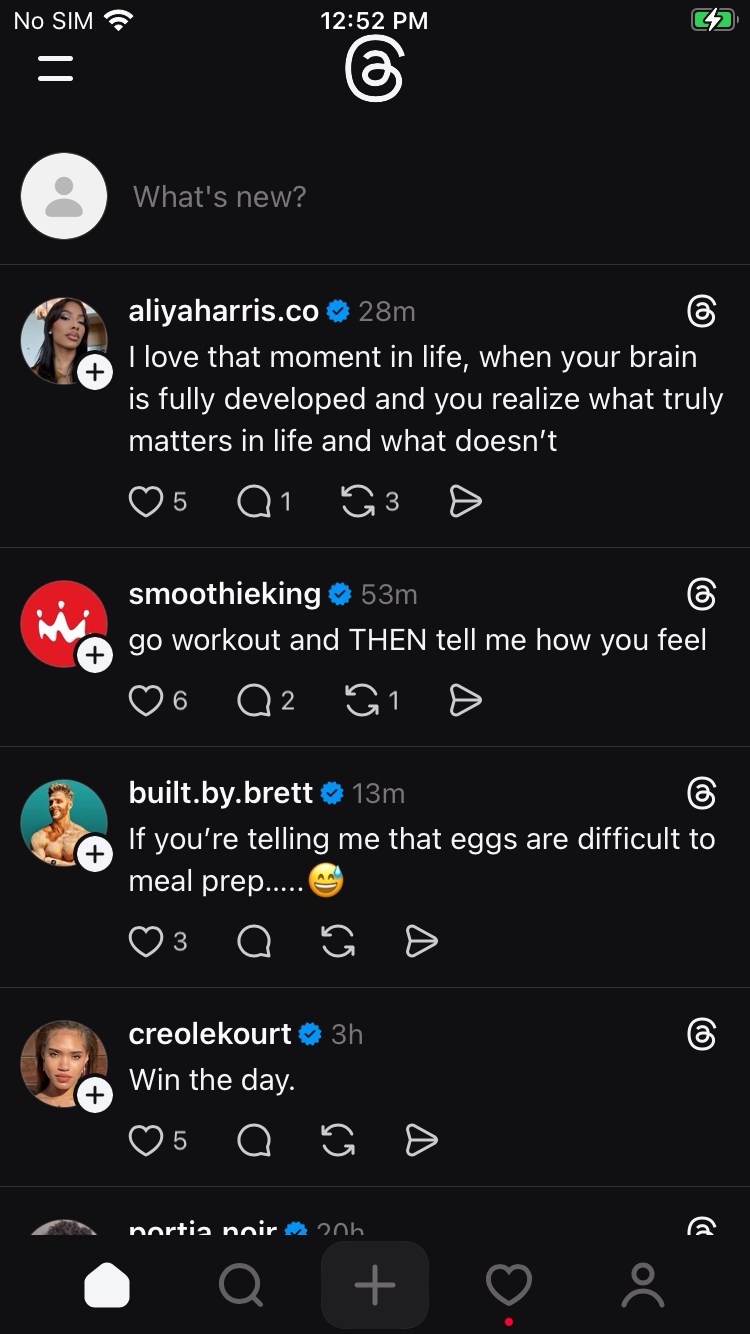 No SIM 12:52 PM
What's new?
aliyaharris.co 28m
I love that moment in life, when your brain
is fully developed and you realize what truly
matters in life and what doesn’t
5 1 3
smoothieking 53m
go workout and THEN tell me how you feel
6 2 1
built.by.brett 13m
If you’re telling me that eggs are difficult to
meal prep.....😅
3
creolekourt 3h
Win the day.
5
portia.noir 20h